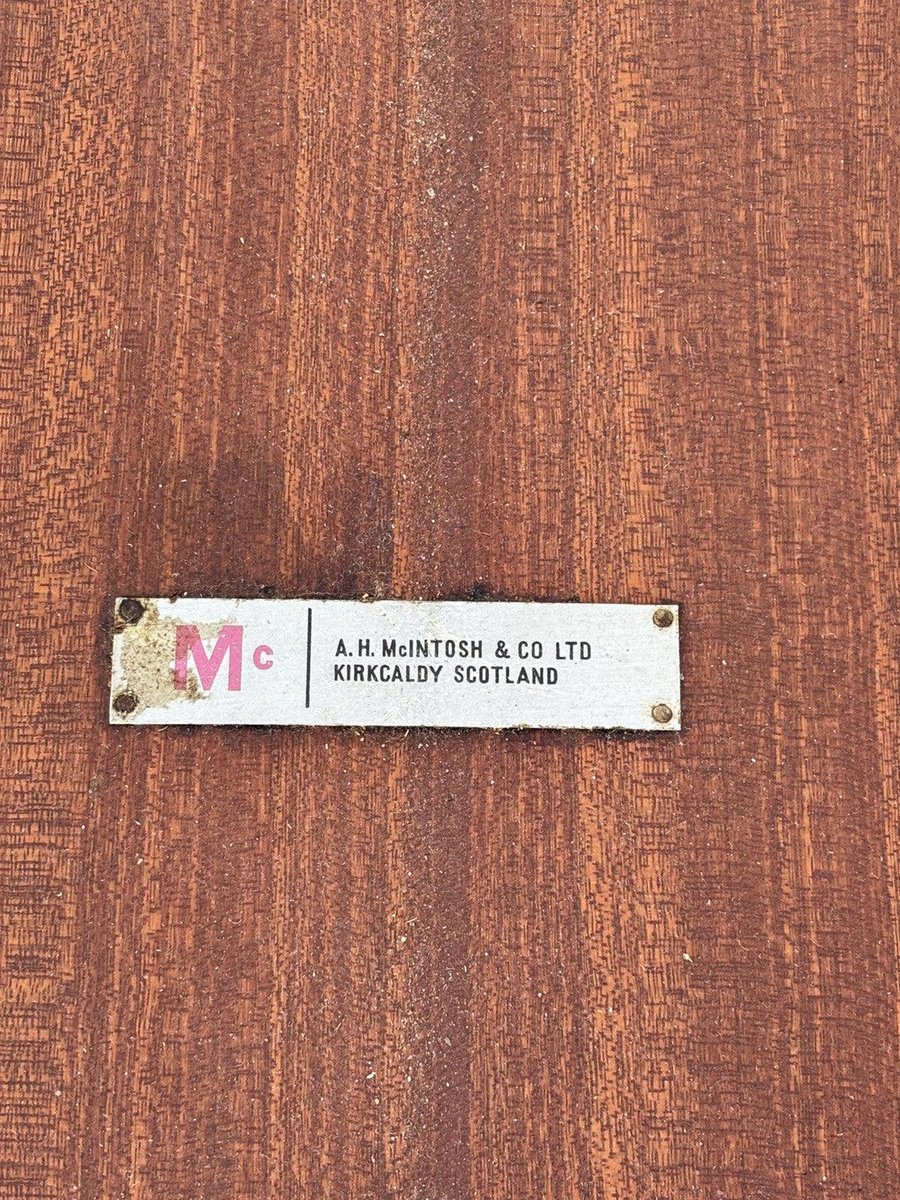 Mc
A.H. McINTOSH & CO LTD
KIRKCALDY SCOTLAND